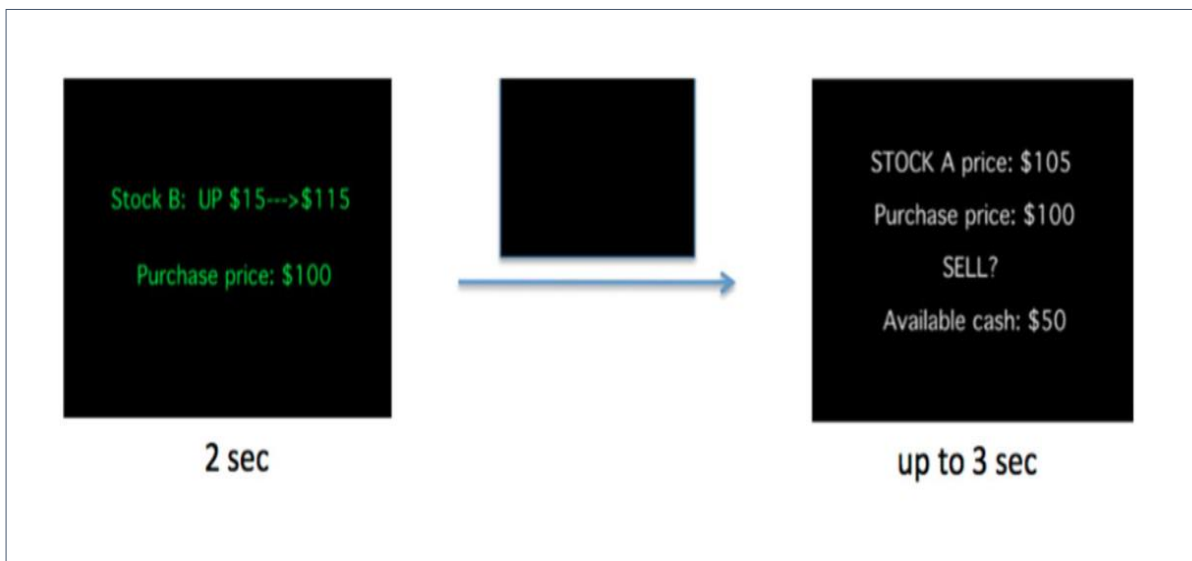 Stock B: UP $15--->$115
Purchase price: $100
2 sec
STOCK A price: $105
Purchase price: $100
SELL?
Available cash: $50
up to 3 sec